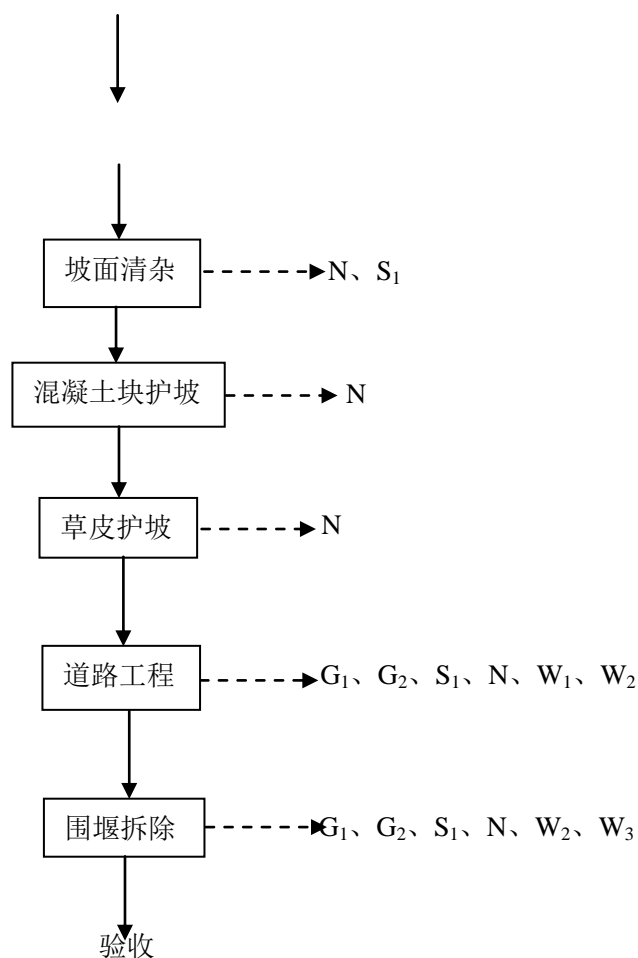 坡面清杂 N、S₁
混凝土块护坡 N
草皮护坡 N
道路工程 G₁、G₂、S₁、N、W₁、W₂
围堰拆除 G₁、G₂、S₁、N、W₂、W₃
验收